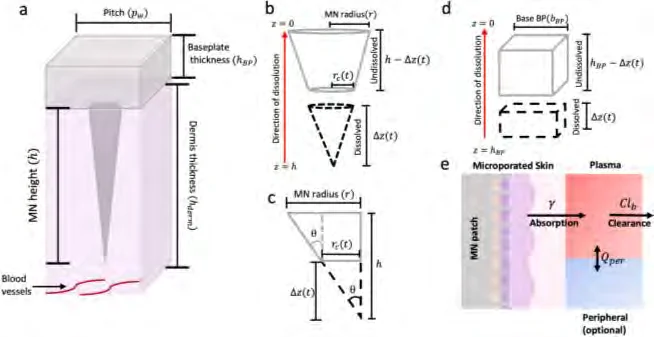 a
Pitch (p_w)
Baseplate
thickness (h_BP)
MN height (h)
Dermis thickness (h_derm)
Blood
vessels
b
z = 0
MN radius(r)
Direction of dissolution
r_c(t)
Undissolved
h − Δz(t)
Dissolved
Δz(t)
z = h
c
MN radius (r)
θ
r_c(t)
h
Δz(t)
θ
d
z = 0
Base BP(b_BP)
Direction of dissolution
Undissolved
h_BP − Δz(t)
Dissolved
Δz(t)
z = h_BP
e
Microporated Skin
Plasma
MN patch
γ
Absorption
Cl_b
Clearance
Q_per
Peripheral
(optional)